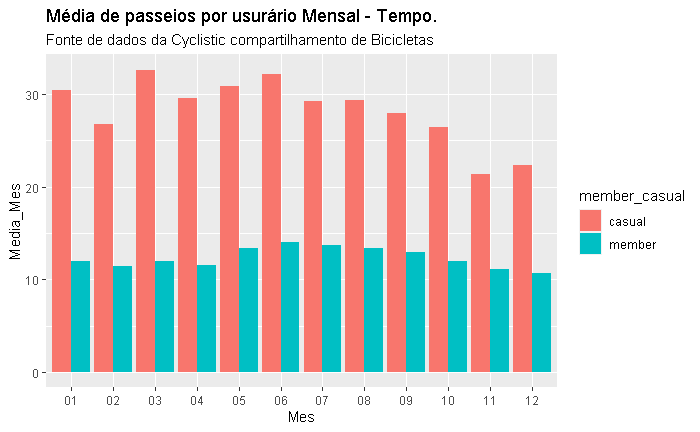 Média de passeios por usurário Mensal - Tempo.
Fonte de dados da Cyclistic compartilhamento de Bicicletas
Media_Mes
30
20
10
0
01 02 03 04 05 06 07 08 09 10 11 12
Mes
member_casual
casual
member